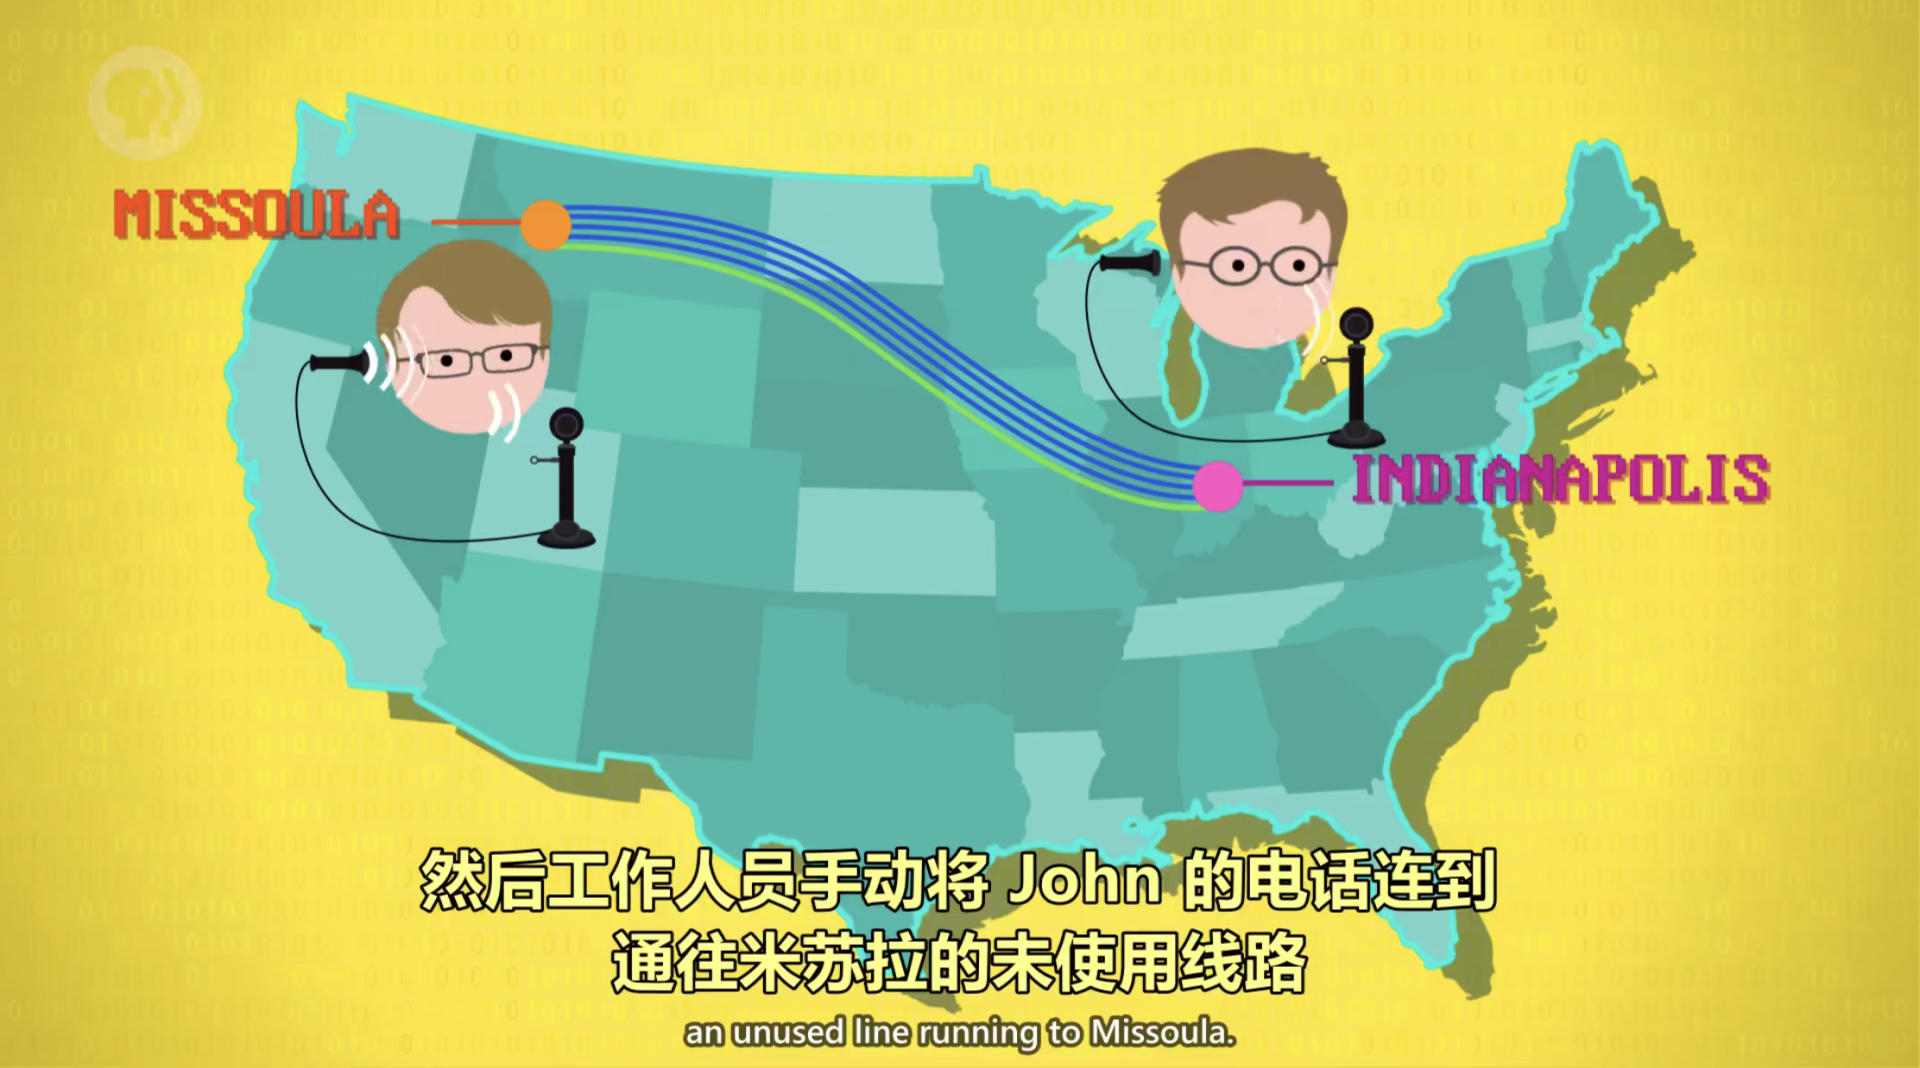 MISSOULA
INDIANAPOLIS
然后工作人员手动将 John 的电话连到
通往米苏拉的未使用线路
an unused line running to Missoula.